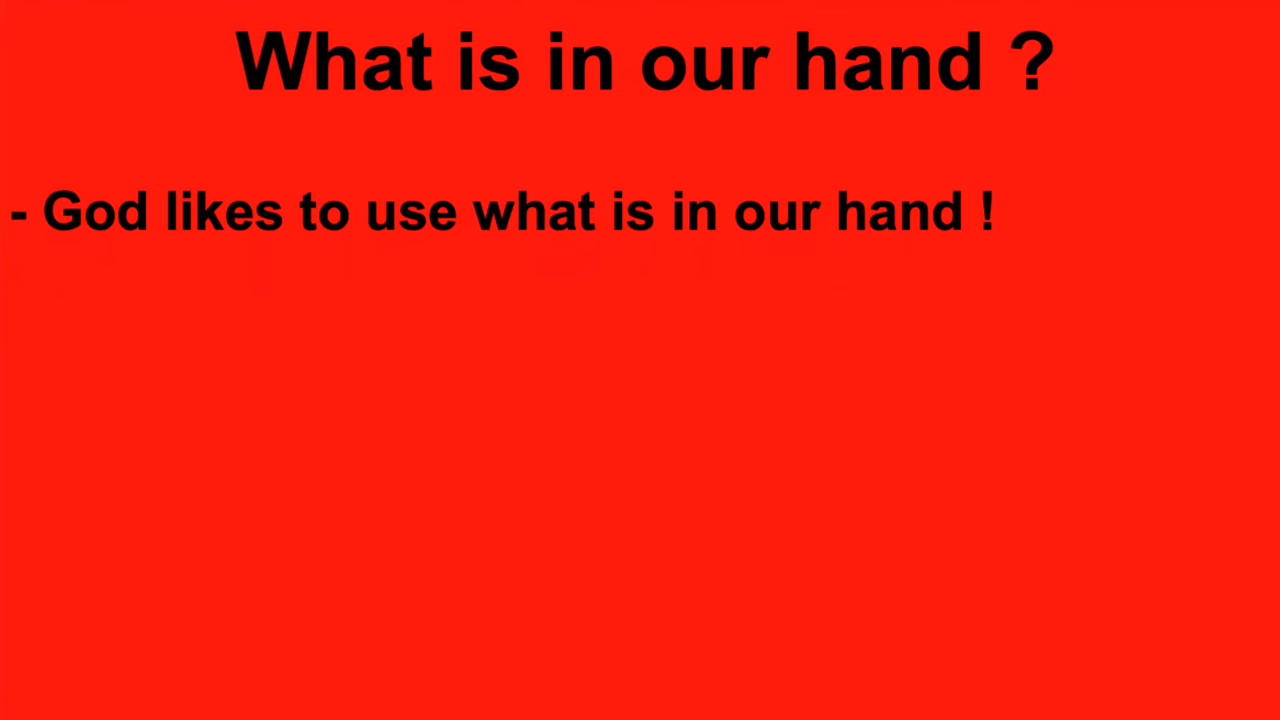 What is in our hand ?
- God likes to use what is in our hand !